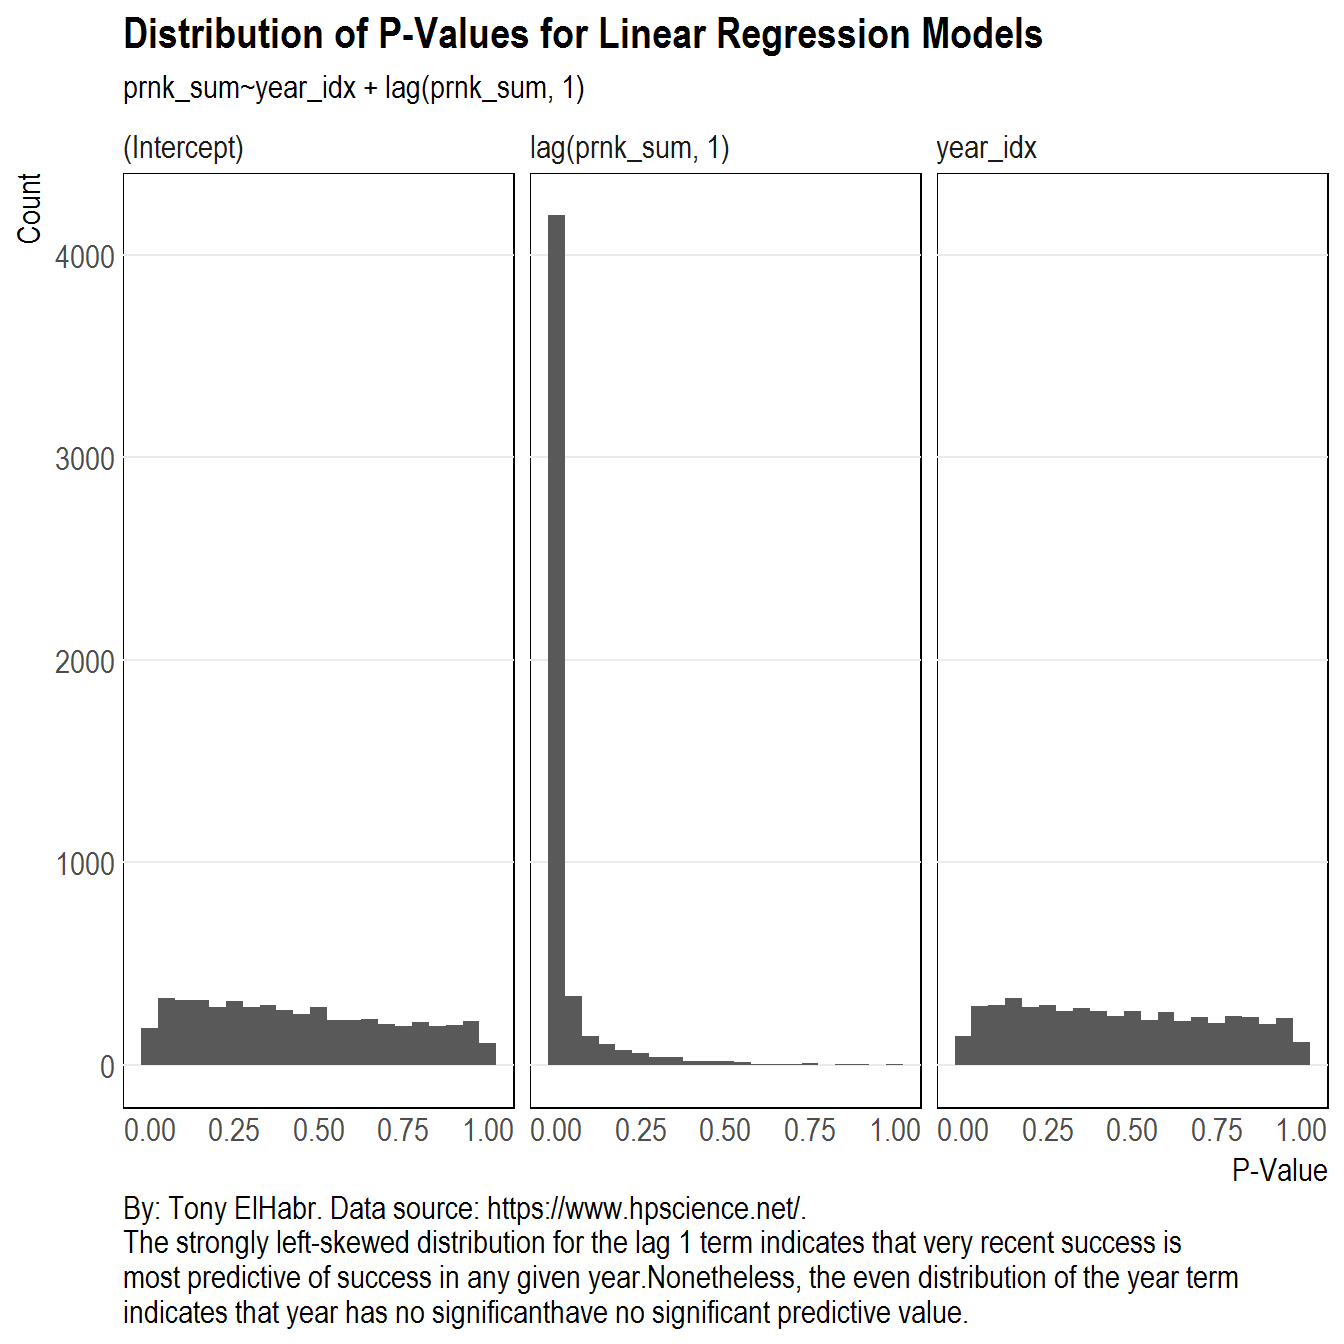 Distribution of P-Values for Linear Regression Models
prnk_sum~year_idx + lag(prnk_sum, 1)
(Intercept)
lag(prnk_sum, 1)
year_idx
Count
4000
3000
2000
1000
0
0.00 0.25 0.50 0.75 1.00
0.00 0.25 0.50 0.75 1.00
0.00 0.25 0.50 0.75 1.00
P-Value
By: Tony ElHabr. Data source: https://www.hpscience.net/.
The strongly left-skewed distribution for the lag 1 term indicates that very recent success is
most predictive of success in any given year.Nonetheless, the even distribution of the year term
indicates that year has no significanthave no significant predictive value.